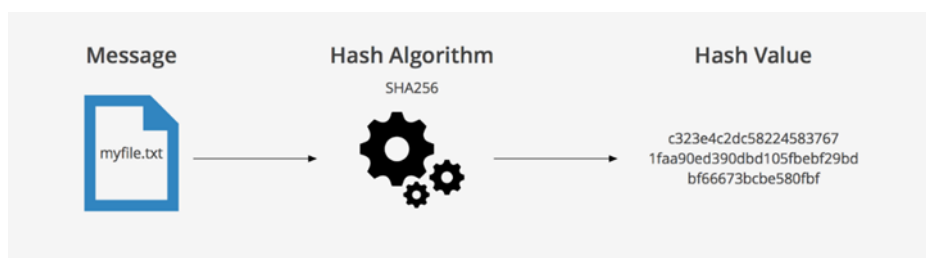 Message
Hash Algorithm
Hash Value
SHA256
myfile.txt
c323e4c2dc58224583767
1faa90ed390dbd105fbebf29bd
bf66673bcbe580fbf